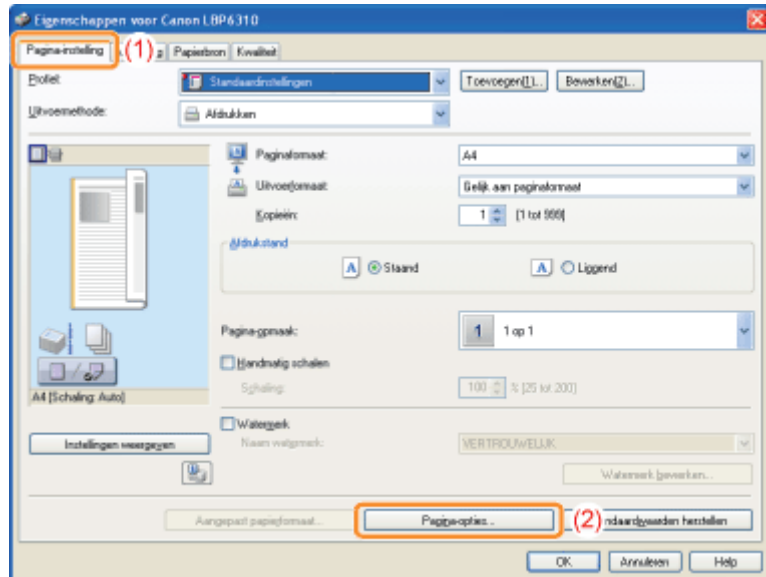 Eigenschappen voor Canon LBP6310
Pagina-instelling (1) g Papierbron Kwaliteit
Profiel: Standaardinstellingen Toevoegen(1)... Bewerken(2)...
Uitvoermethode: Afdrukken
Paginaformaat: A4
Uitvoerformaat: Gelijk aan paginaformaat
Kopieën: 1 [1 tot 999]
Afdrukstand
A Staand A Liggend
Pagina-opmaak: 1 1 op 1
Handmatig schalen
Schaling: 100 % [25 tot 200]
A4 [Schaling: Auto]
Watermerk
Instellingen weergeven Naam watermerk: VERTROUWELIJK
Watermerk bewerken...
Aangepast papierformaat... Pagina-opties... (2) ndaardwaarden herstellen
OK Annuleren Help